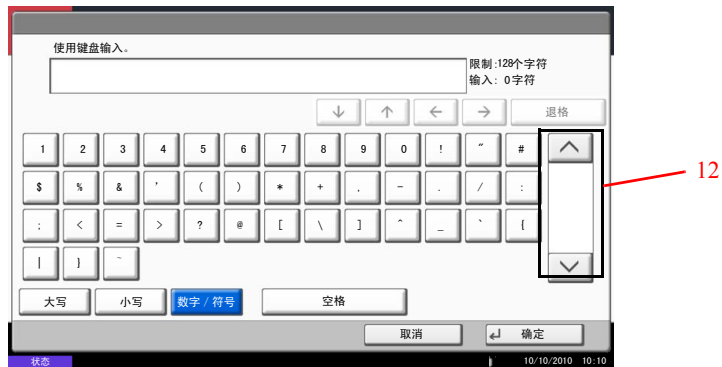 使用键盘输入。
限制:128个字符
输入: 0字符
退格
1 2 3 4 5 6 7 8 9 0 ! " #
12
$ % & ' ( ) * + , - . / :
; < = > ? @ [ \ ] ^ _ ` {
| } ~
大写 小写 数字 / 符号 空格
取消 确定
状态 10/10/2010 10:10